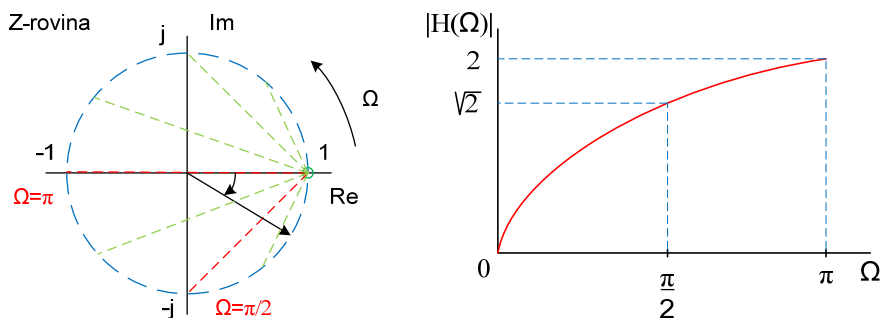 Z-rovina
Im
j
Ω
-1
1
Ω=π
Re
-j
Ω=π/2
|H(Ω)|
2
√2
0
π/2
π
Ω